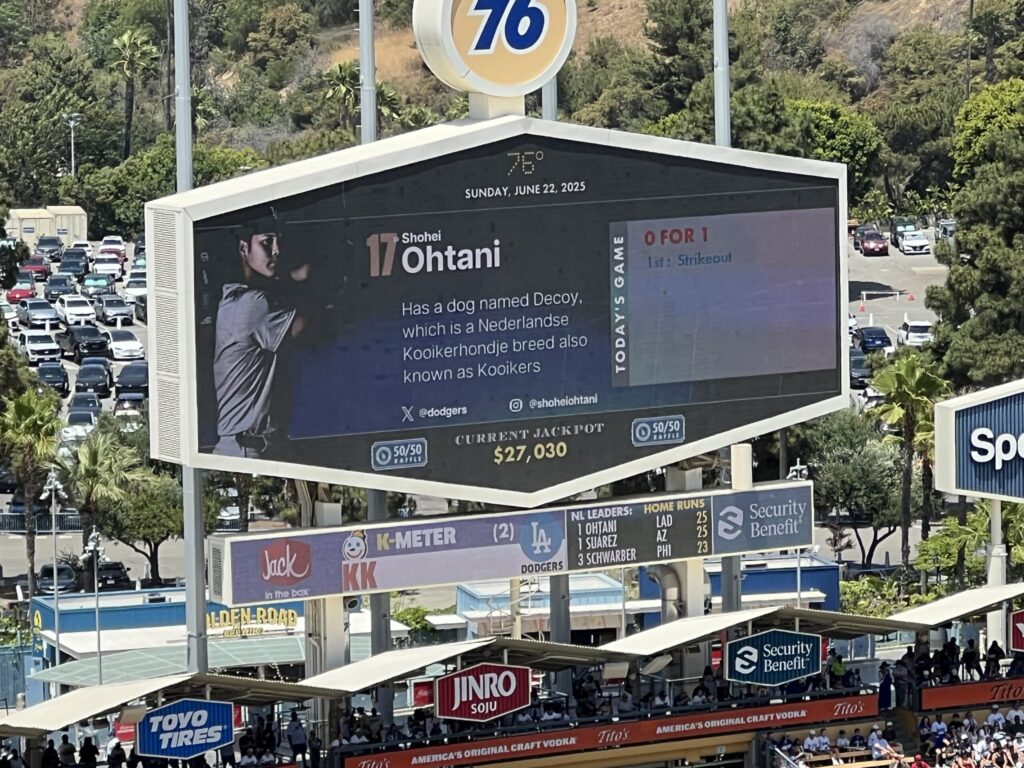 76
76°
SUNDAY, JUNE 22, 2025
17 Shohei
Ohtani
Has a dog named Decoy,
which is a Nederlandse
Kooikerhondje breed also
known as Kooikers
@dodgers @shoheiohtani
TODAY'S GAME
0 FOR 1
1st: Strikeout
50/50
RAFFLE
CURRENT JACKPOT
$27,030
50/50
RAFFLE
Jack
in the box
K-METER
KK
(2)
LA
DODGERS
NL LEADERS: HOME RUNS
1 OHTANI LAD 25
1 SUAREZ AZ 25
3 SCHWARBER PHI 23
Security
Benefit
Spe
LDEN ROAD
TOYO
TIRES
JINRO
SOJU
Security
Benefit
Tito's AMERICA'S ORIGINAL CRAFT VODKA Tito's AMERICA'S ORIGINAL CRAFT VODKA Tito's
Tito's